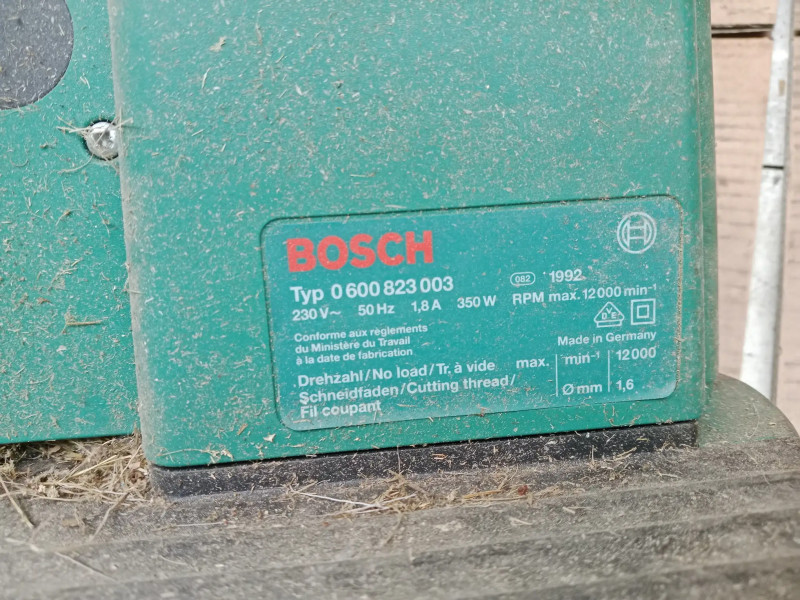 BOSCH
Typ 0 600 823 003
082 1992
230 V~ 50 Hz 1,8 A 350 W RPM max. 12 000 min⁻¹
Conforme aux règlements
du Ministère du Travail
à la date de fabrication
DVE
Made in Germany
Drehzahl/No load/Tr. à vide max. min⁻¹ 12 000
Schneidfaden/Cutting thread/ Ø mm 1,6
Fil coupant